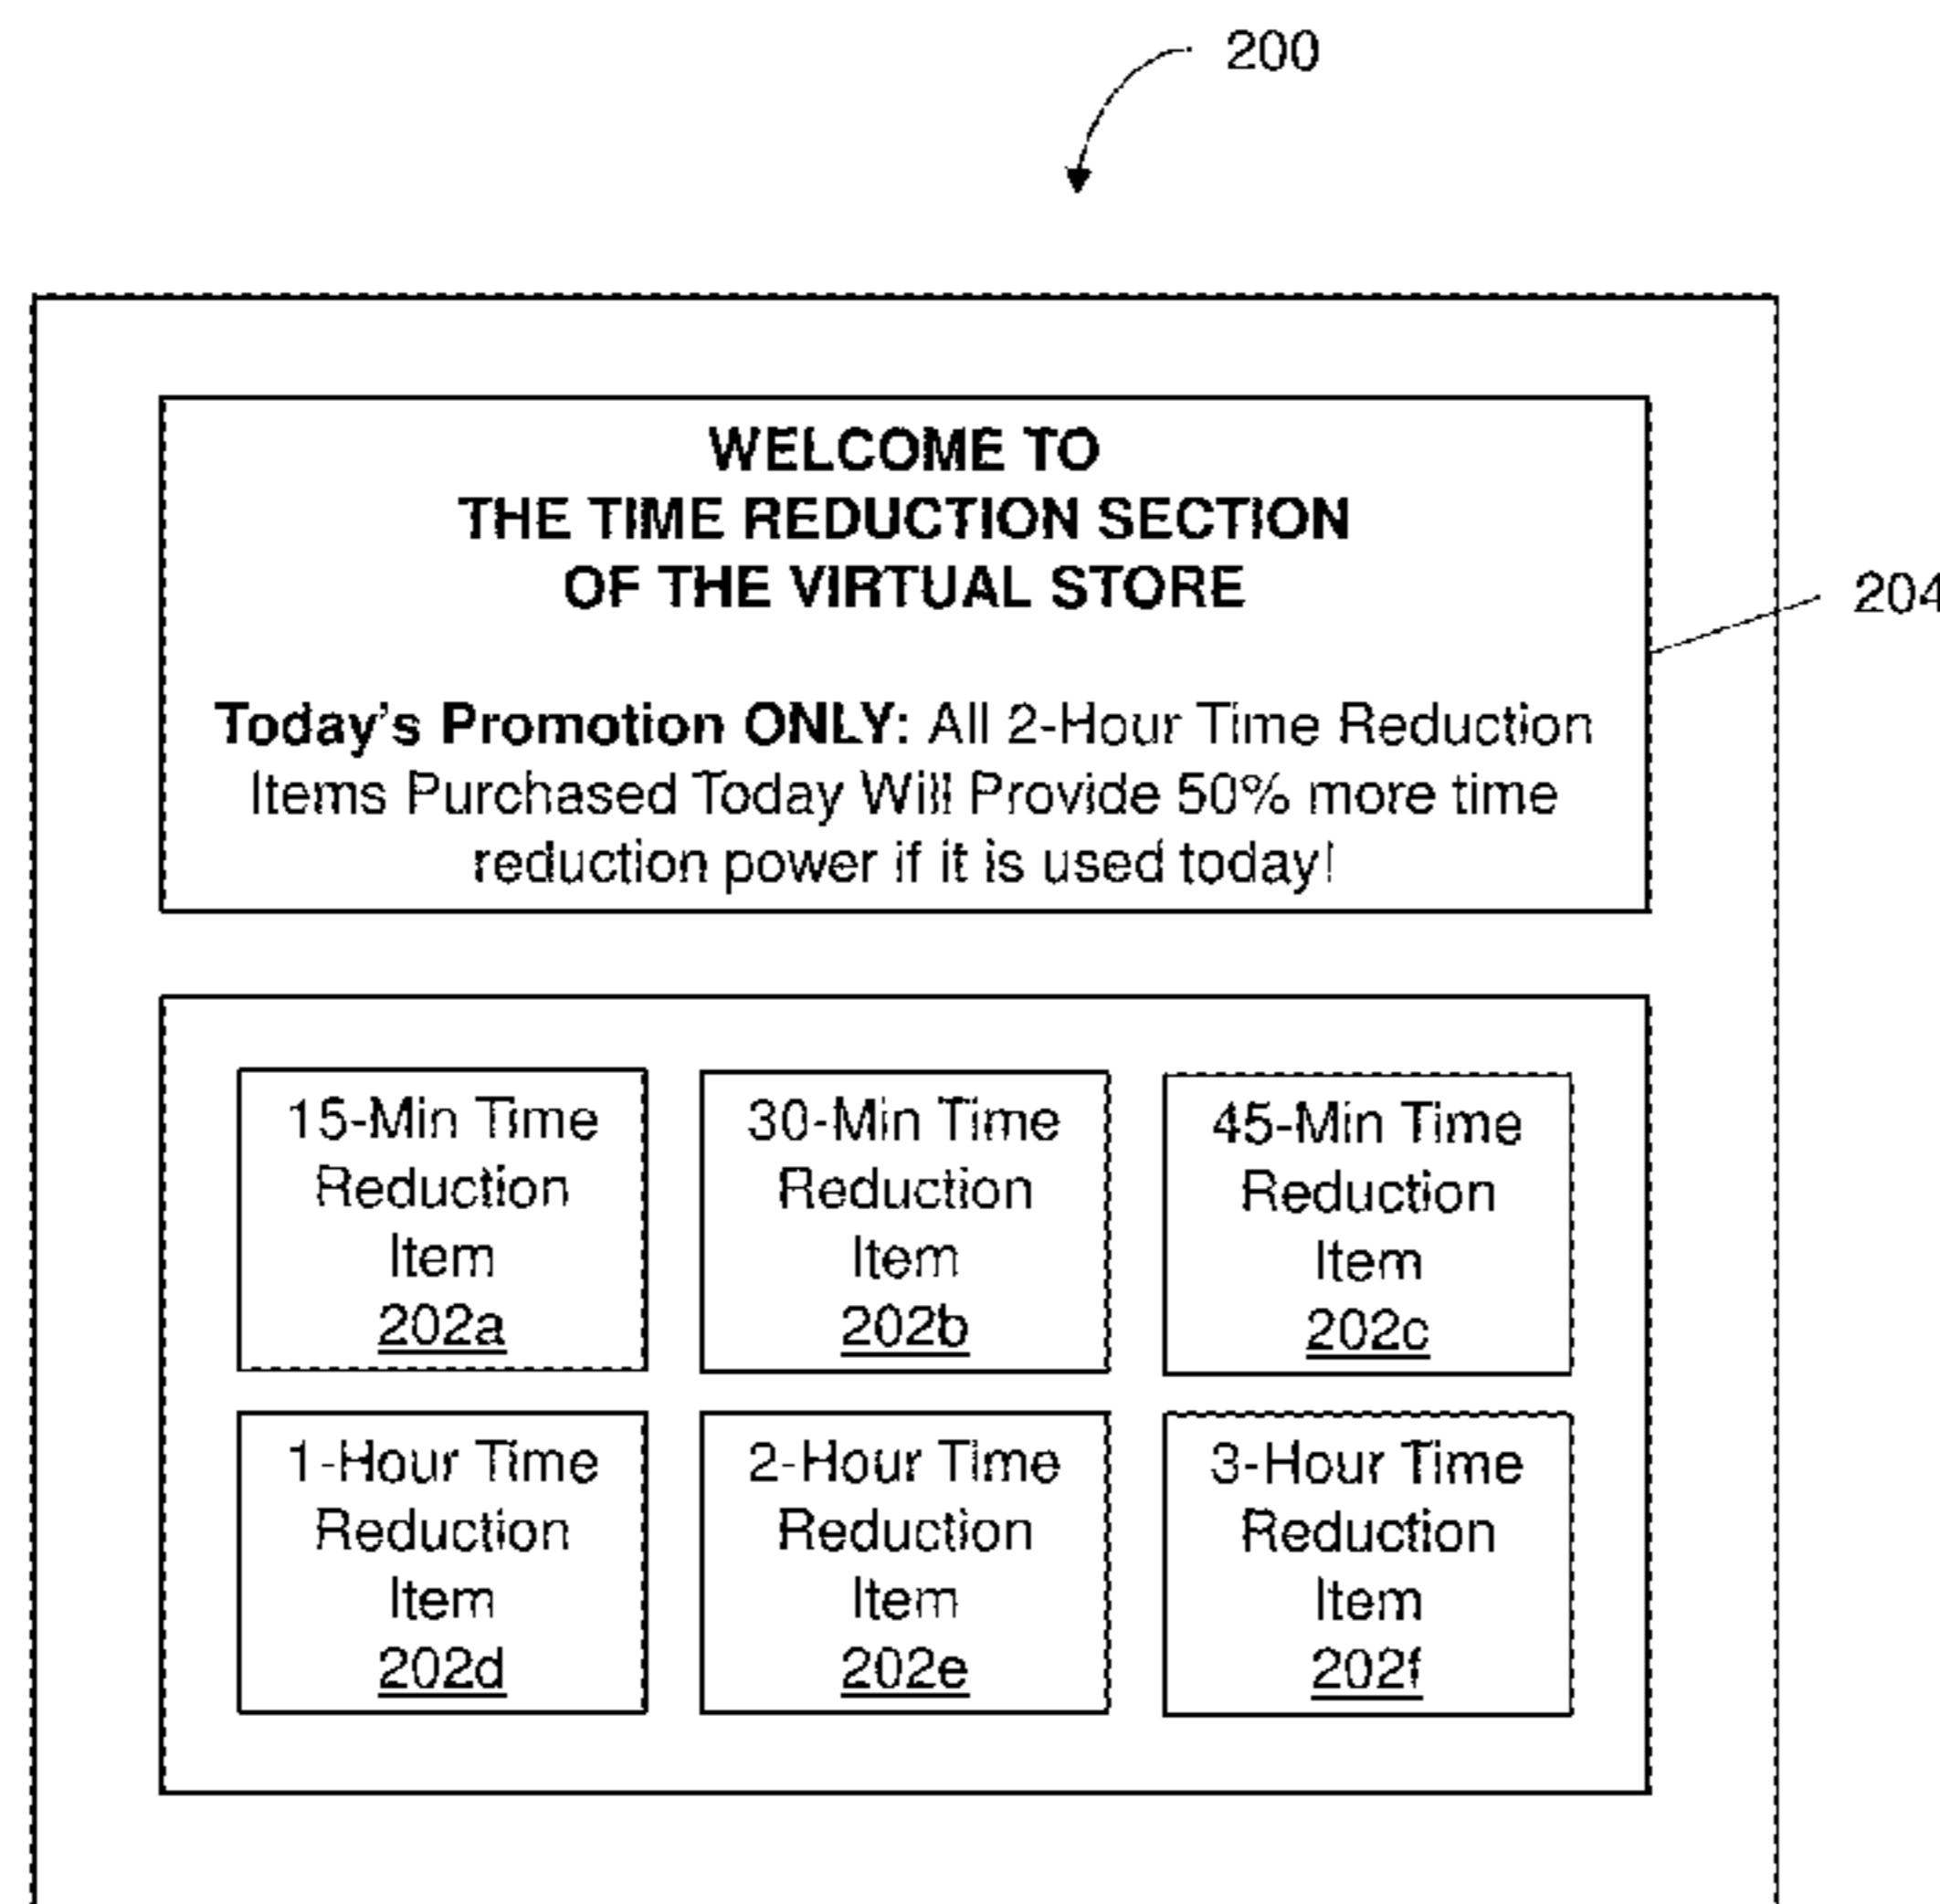 200
WELCOME TO
THE TIME REDUCTION SECTION
OF THE VIRTUAL STORE
204
Today's Promotion ONLY: All 2-Hour Time Reduction
Items Purchased Today Will Provide 50% more time
reduction power if it is used today!
15-Min Time
Reduction
Item
202a
30-Min Time
Reduction
Item
202b
45-Min Time
Reduction
Item
202c
1-Hour Time
Reduction
Item
202d
2-Hour Time
Reduction
Item
202e
3-Hour Time
Reduction
Item
202f